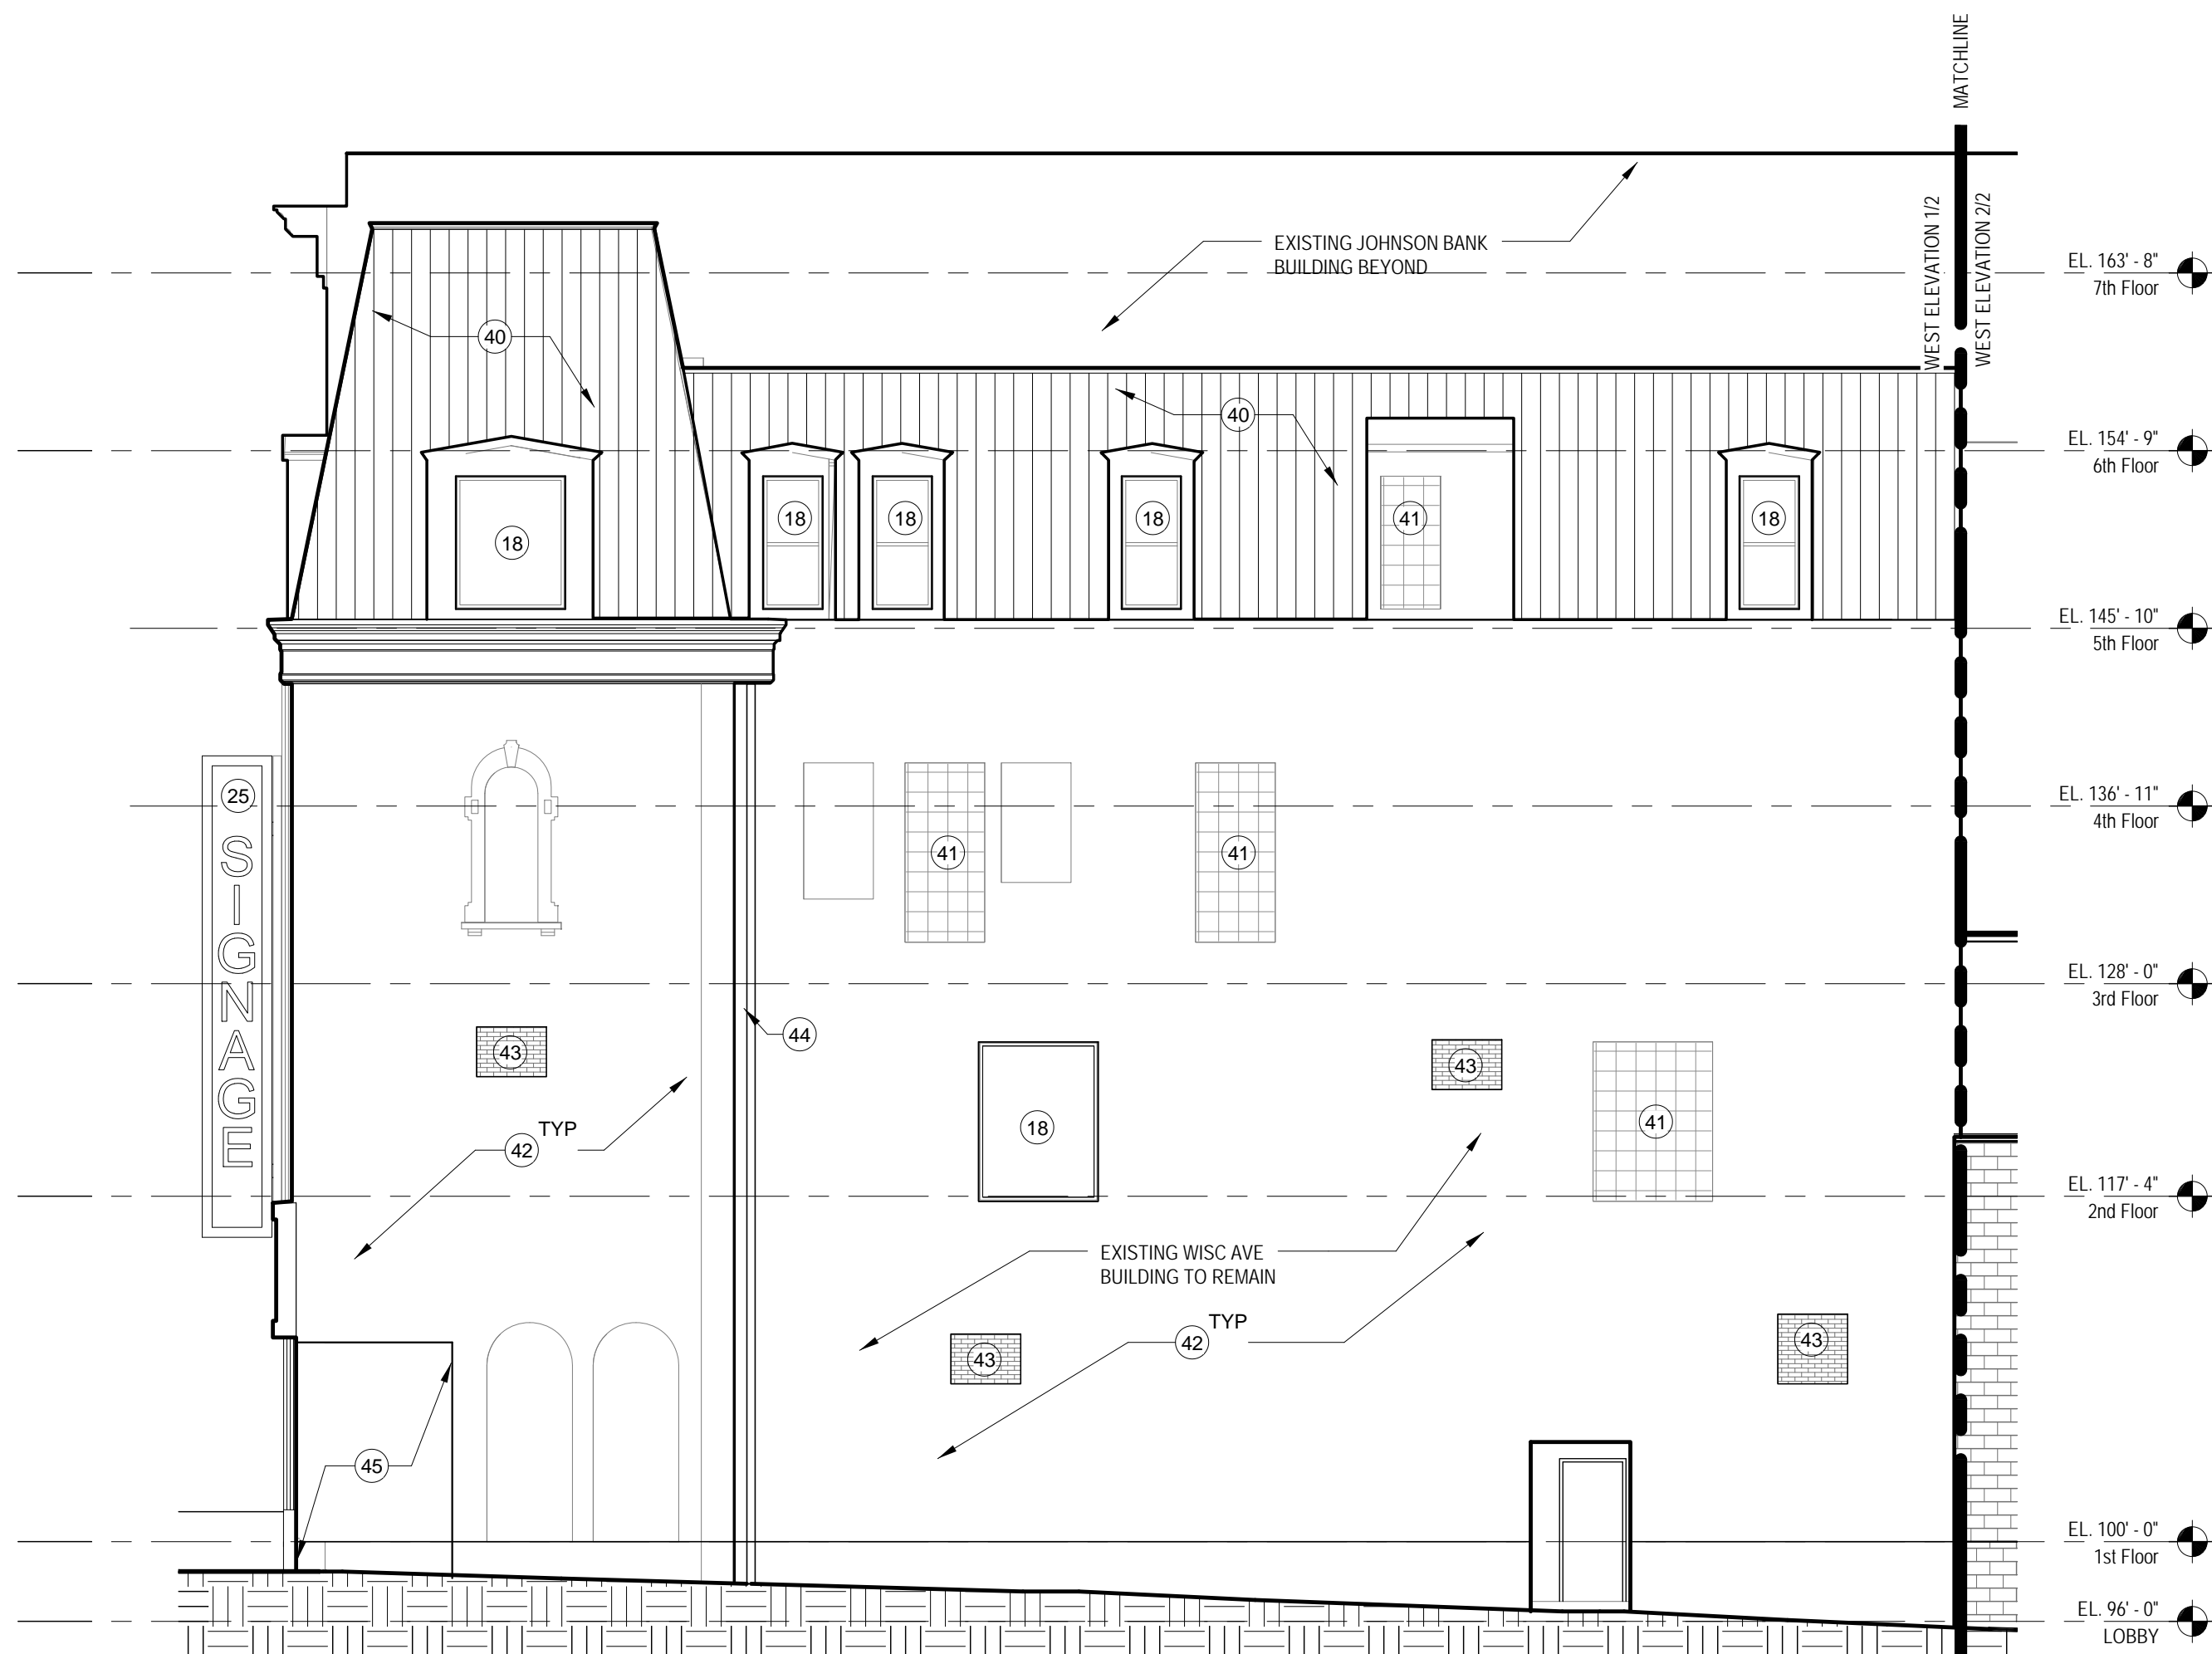 MATCHLINE
WEST ELEVATION 1/2
WEST ELEVATION 2/2
EXISTING JOHNSON BANK
BUILDING BEYOND
EL. 163' - 8"
7th Floor
40
40
EL. 154' - 9"
6th Floor
18
18
18
18
41
18
EL. 145' - 10"
5th Floor
25
SIGNAGE
EL. 136' - 11"
4th Floor
41
41
EL. 128' - 0"
3rd Floor
44
43
43
18
41
TYP
42
EL. 117' - 4"
2nd Floor
EXISTING WISC AVE
BUILDING TO REMAIN
TYP
42
43
43
45
EL. 100' - 0"
1st Floor
EL. 96' - 0"
LOBBY